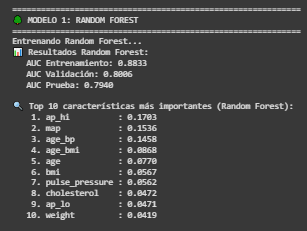 ============================================================
🌲 MODELO 1: RANDOM FOREST
============================================================
Entrenando Random Forest...
📊 Resultados Random Forest:
AUC Entrenamiento: 0.8833
AUC Validación: 0.8006
AUC Prueba: 0.7940
🔍 Top 10 características más importantes (Random Forest):
1. ap_hi : 0.1703
2. map : 0.1536
3. age_bp : 0.1458
4. age_bmi : 0.0868
5. age : 0.0770
6. bmi : 0.0567
7. pulse_pressure : 0.0562
8. cholesterol : 0.0472
9. ap_lo : 0.0471
10. weight : 0.0419